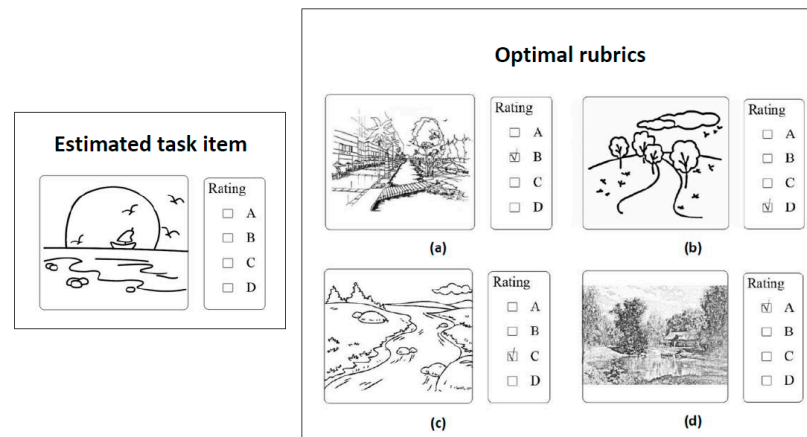 Optimal rubrics
Estimated task item
Rating
A
B
C
D
Rating
A
B
C
D
(a)
Rating
A
B
C
D
(b)
Rating
A
B
C
D
(c)
Rating
A
B
C
D
(d)